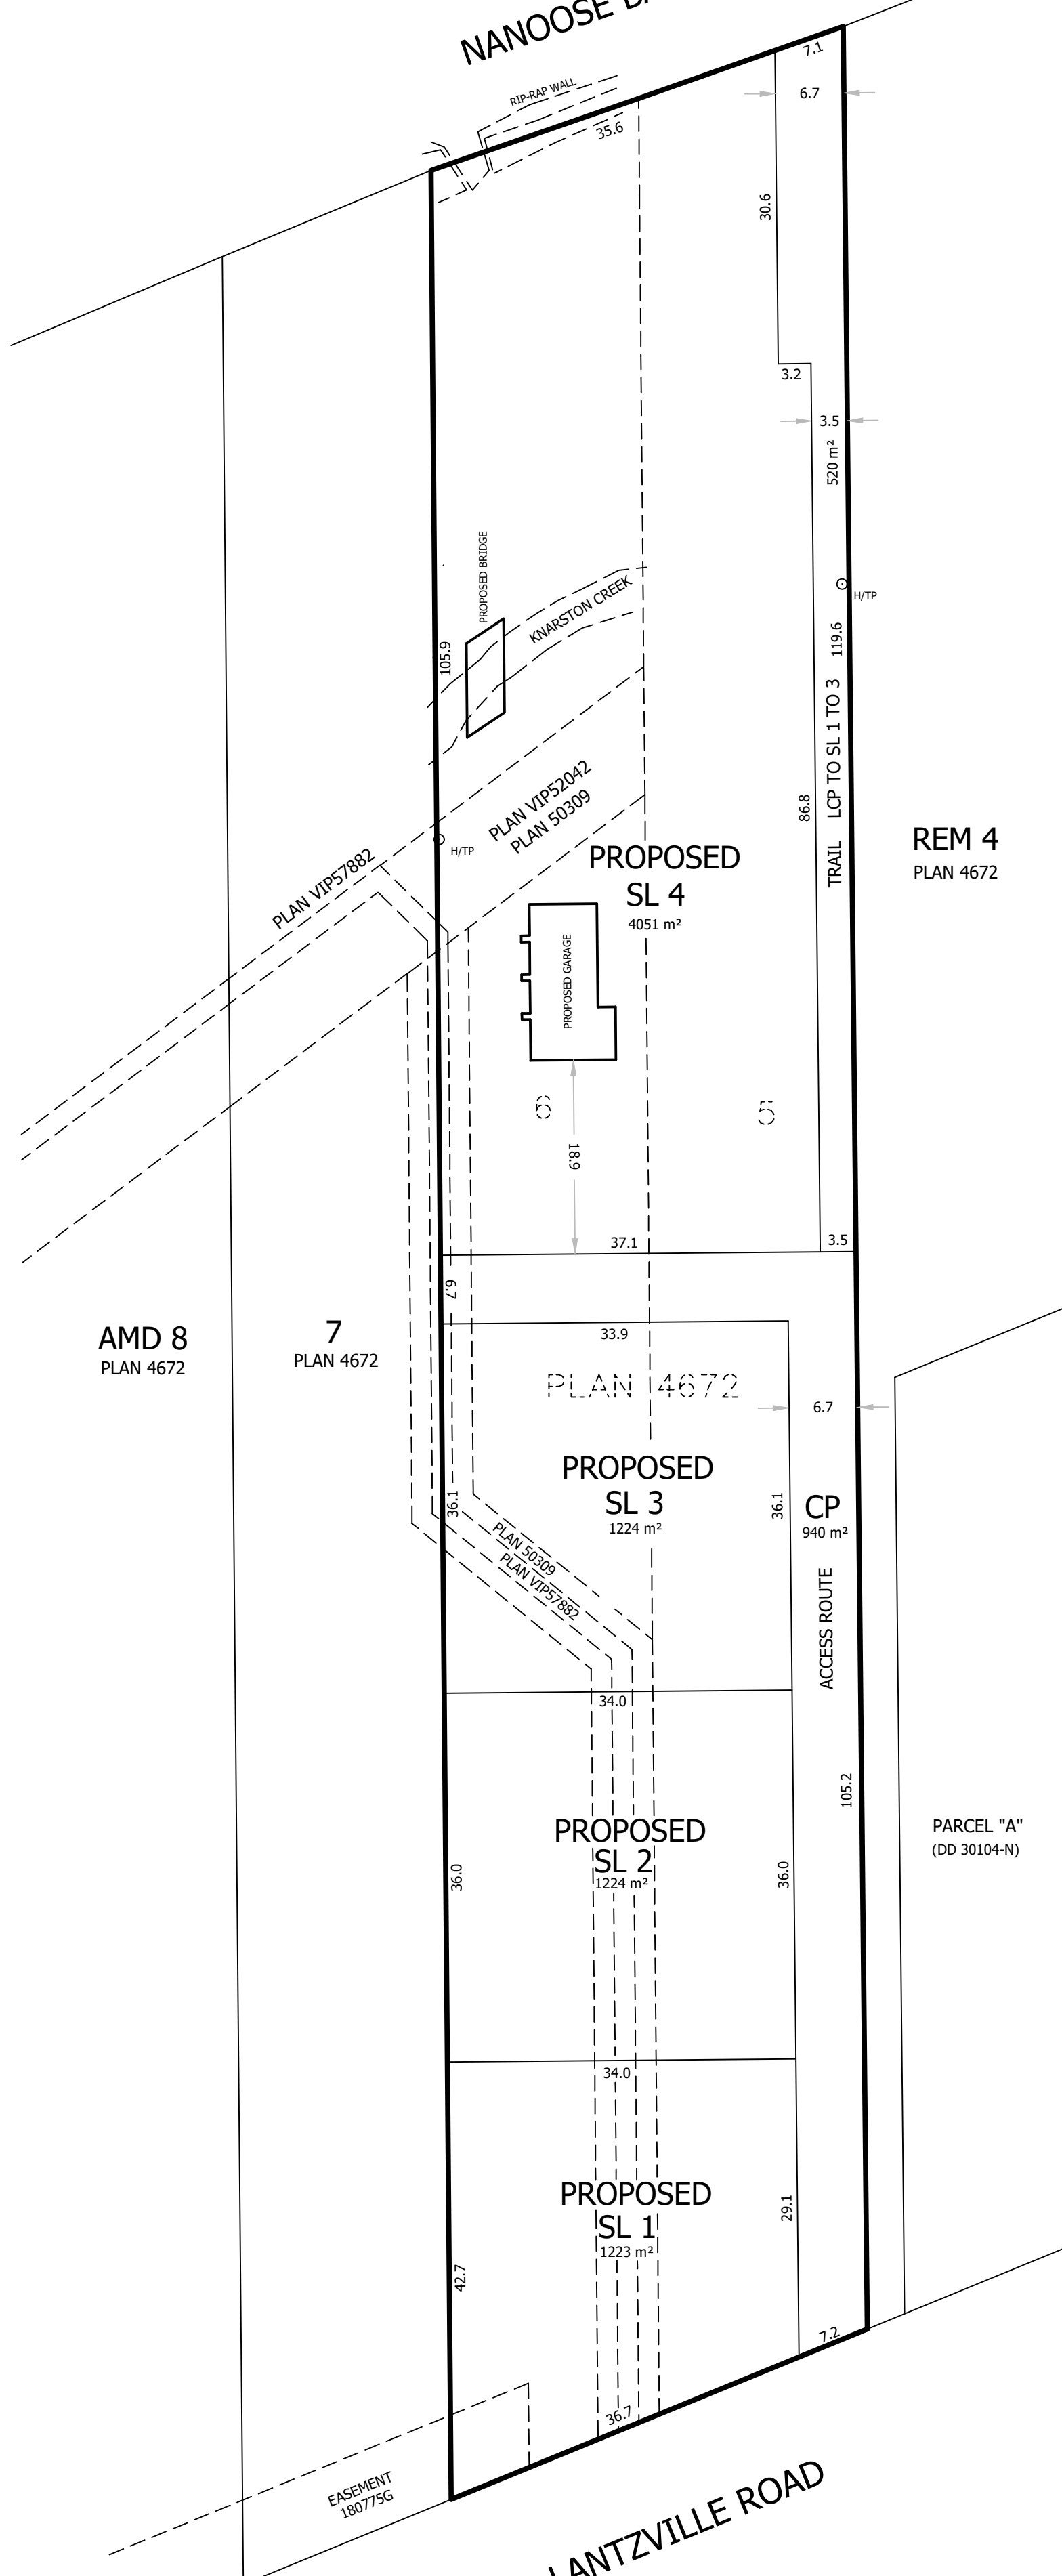 NANOOSE
7.1
RIP-RAP WALL
6.7
35.6
30.6
3.2
3.5
520 m²
PROPOSED BRIDGE
KNARSTON CREEK
H/TP
105.9
119.6
TRAIL LCP TO SL 1 TO 3
PLAN VIP52042
PLAN 50309
86.8
REM 4
PLAN 4672
H/TP
PLAN VIP57882
PROPOSED
SL 4
4051 m²
PROPOSED GARAGE
6
5
18.9
37.1
3.5
6.7
33.9
AMD 8
PLAN 4672
7
PLAN 4672
PLAN 4672
6.7
PROPOSED
SL 3
1224 m²
36.1
36.1
CP
940 m²
PLAN 50309
PLAN VIP57882
ACCESS ROUTE
34.0
105.2
PROPOSED
SL 2
1224 m²
36.0
36.0
PARCEL "A"
(DD 30104-N)
34.0
PROPOSED
SL 1
1223 m²
29.1
42.7
7.2
36.7
EASEMENT
180775G
LANTZVILLE ROAD